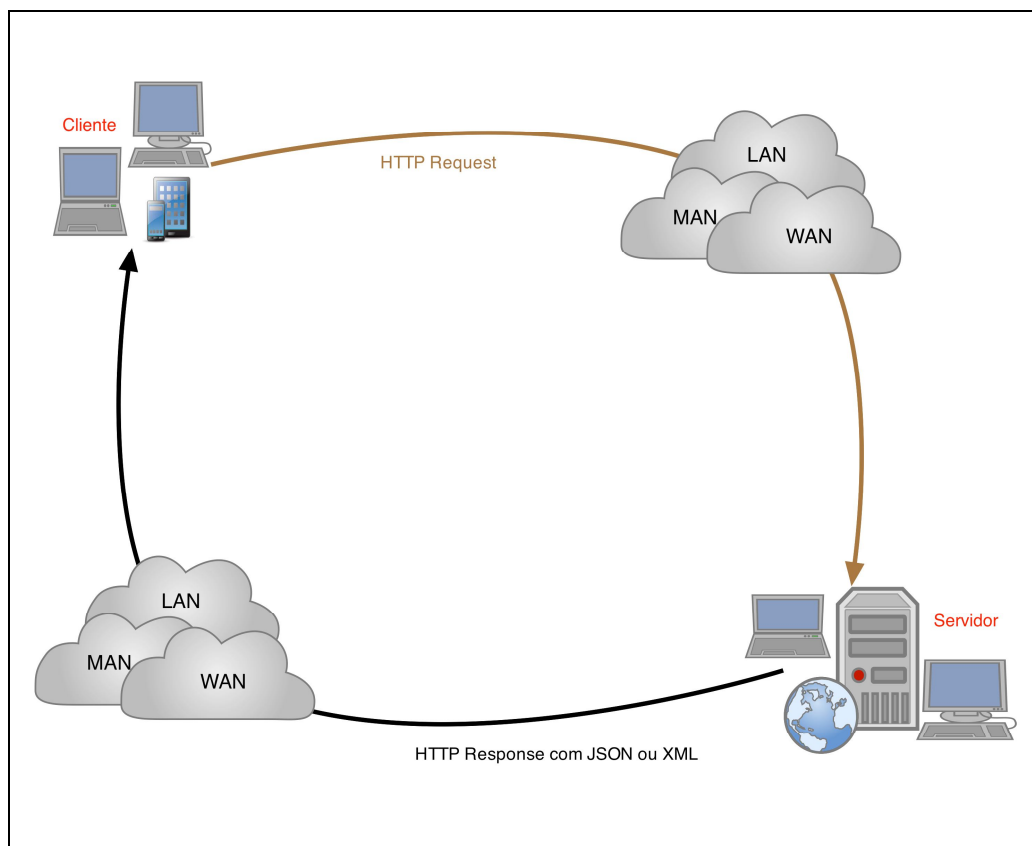 Cliente
HTTP Request
LAN
MAN
WAN
Servidor
LAN
MAN
WAN
HTTP Response com JSON ou XML